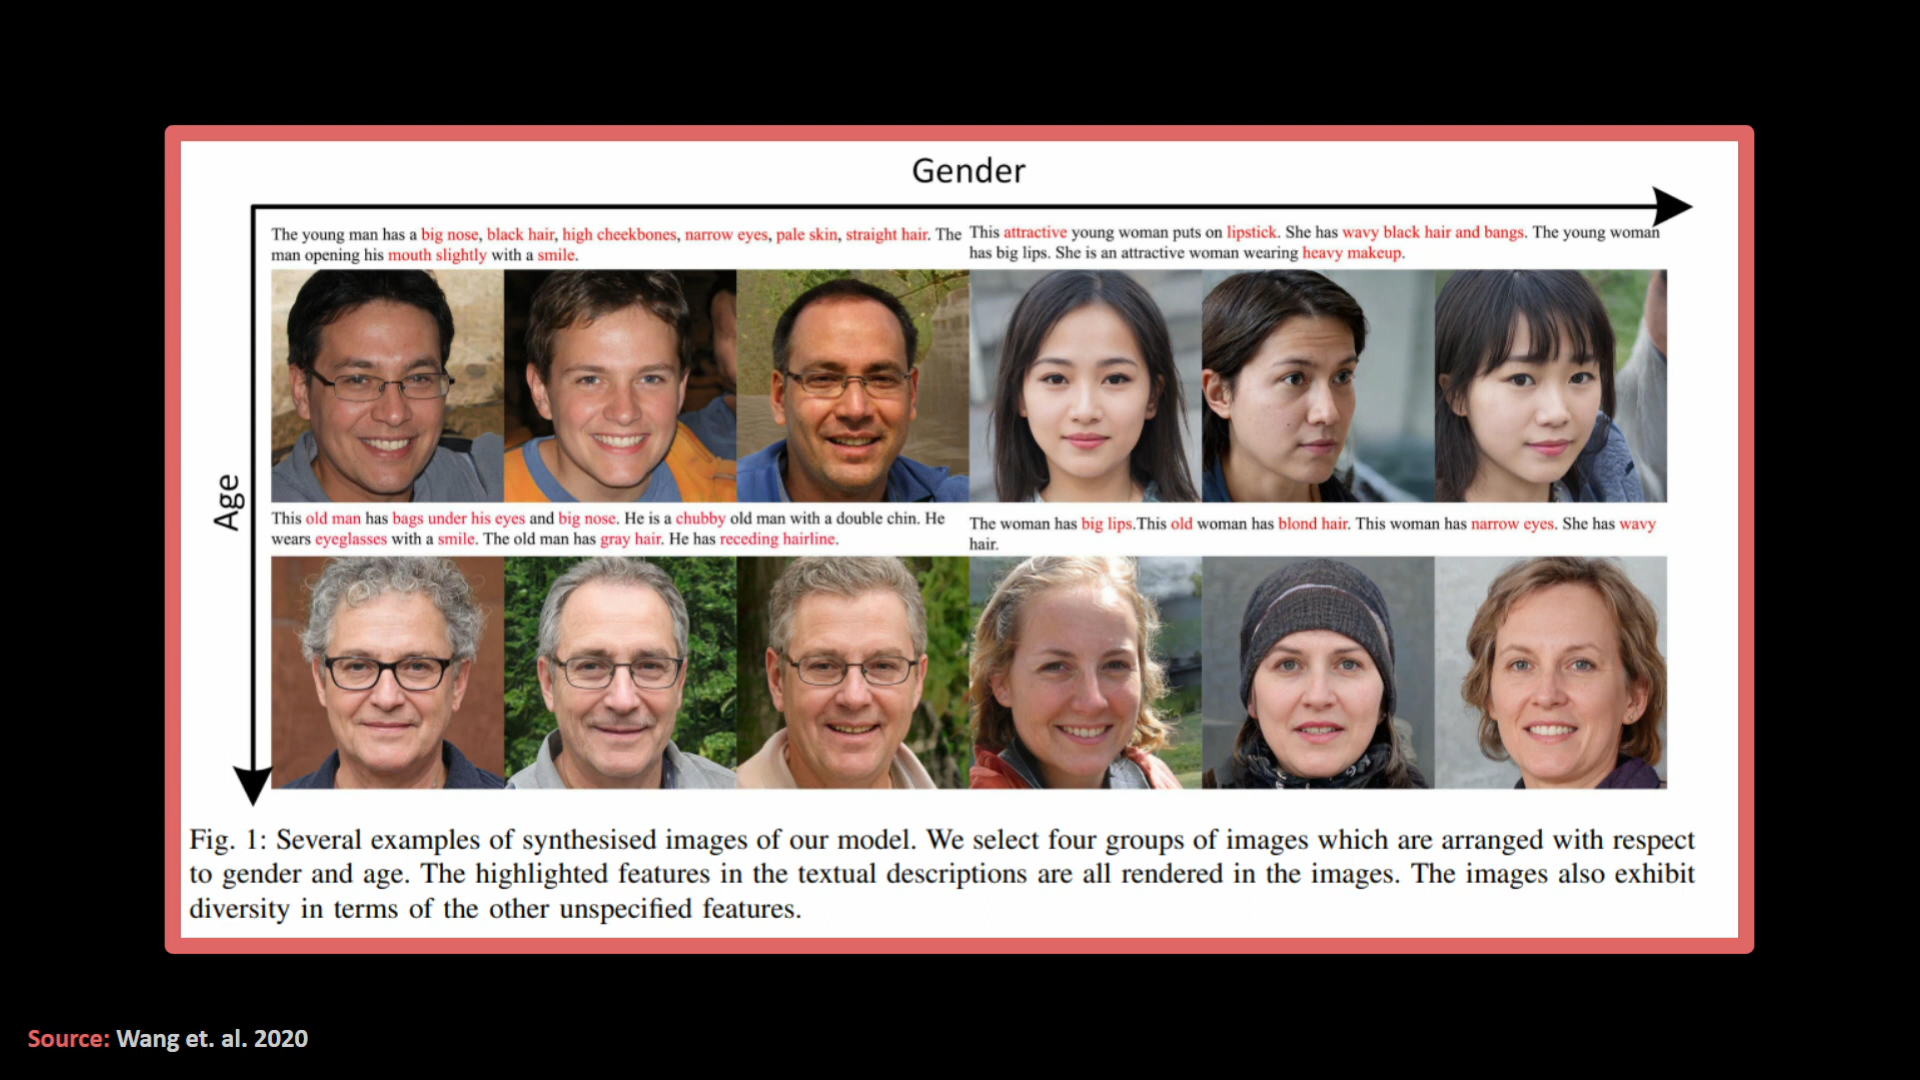 Gender
The young man has a big nose, black hair, high cheekbones, narrow eyes, pale skin, straight hair. The
man opening his mouth slightly with a smile.
This attractive young woman puts on lipstick. She has wavy black hair and bangs. The young woman
has big lips. She is an attractive woman wearing heavy makeup.
Age
This old man has bags under his eyes and big nose. He is a chubby old man with a double chin. He
wears eyeglasses with a smile. The old man has gray hair. He has receding hairline.
The woman has big lips.This old woman has blond hair. This woman has narrow eyes. She has wavy
hair.
Fig. 1: Several examples of synthesised images of our model. We select four groups of images which are arranged with respect
to gender and age. The highlighted features in the textual descriptions are all rendered in the images. The images also exhibit
diversity in terms of the other unspecified features.
Source: Wang et. al. 2020